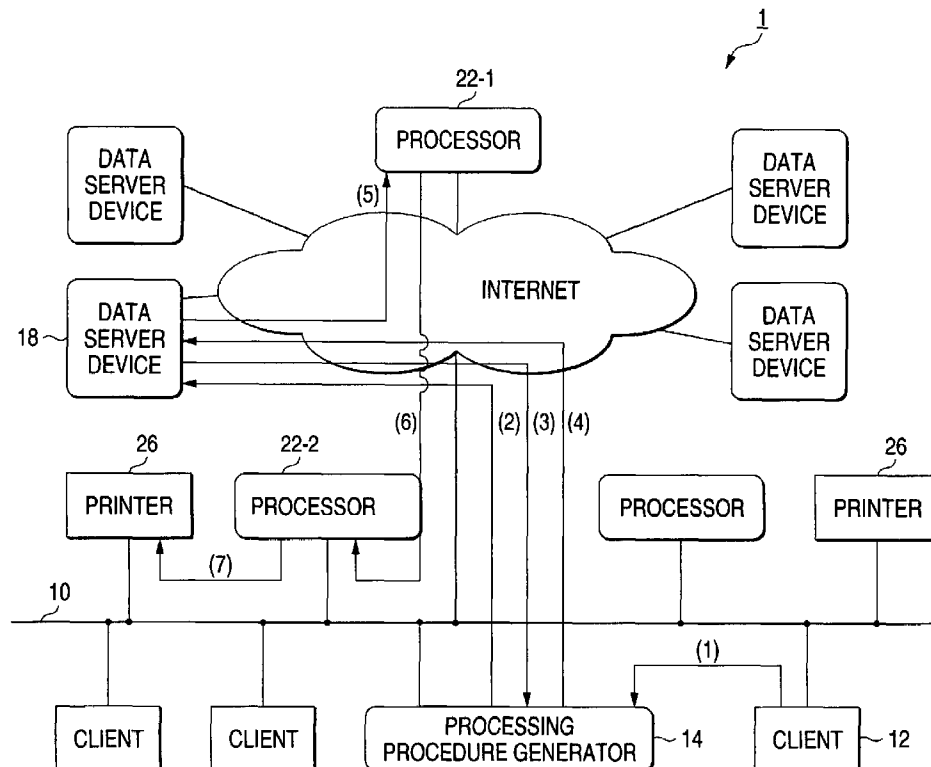 1
22-1
PROCESSOR
DATA
SERVER
DEVICE
DATA
SERVER
DEVICE
(5)
INTERNET
18
DATA
SERVER
DEVICE
DATA
SERVER
DEVICE
(6)
(2)
(3)
(4)
26
PRINTER
22-2
PROCESSOR
PROCESSOR
26
PRINTER
(7)
10
(1)
CLIENT
CLIENT
PROCESSING
PROCEDURE GENERATOR
14
CLIENT
12